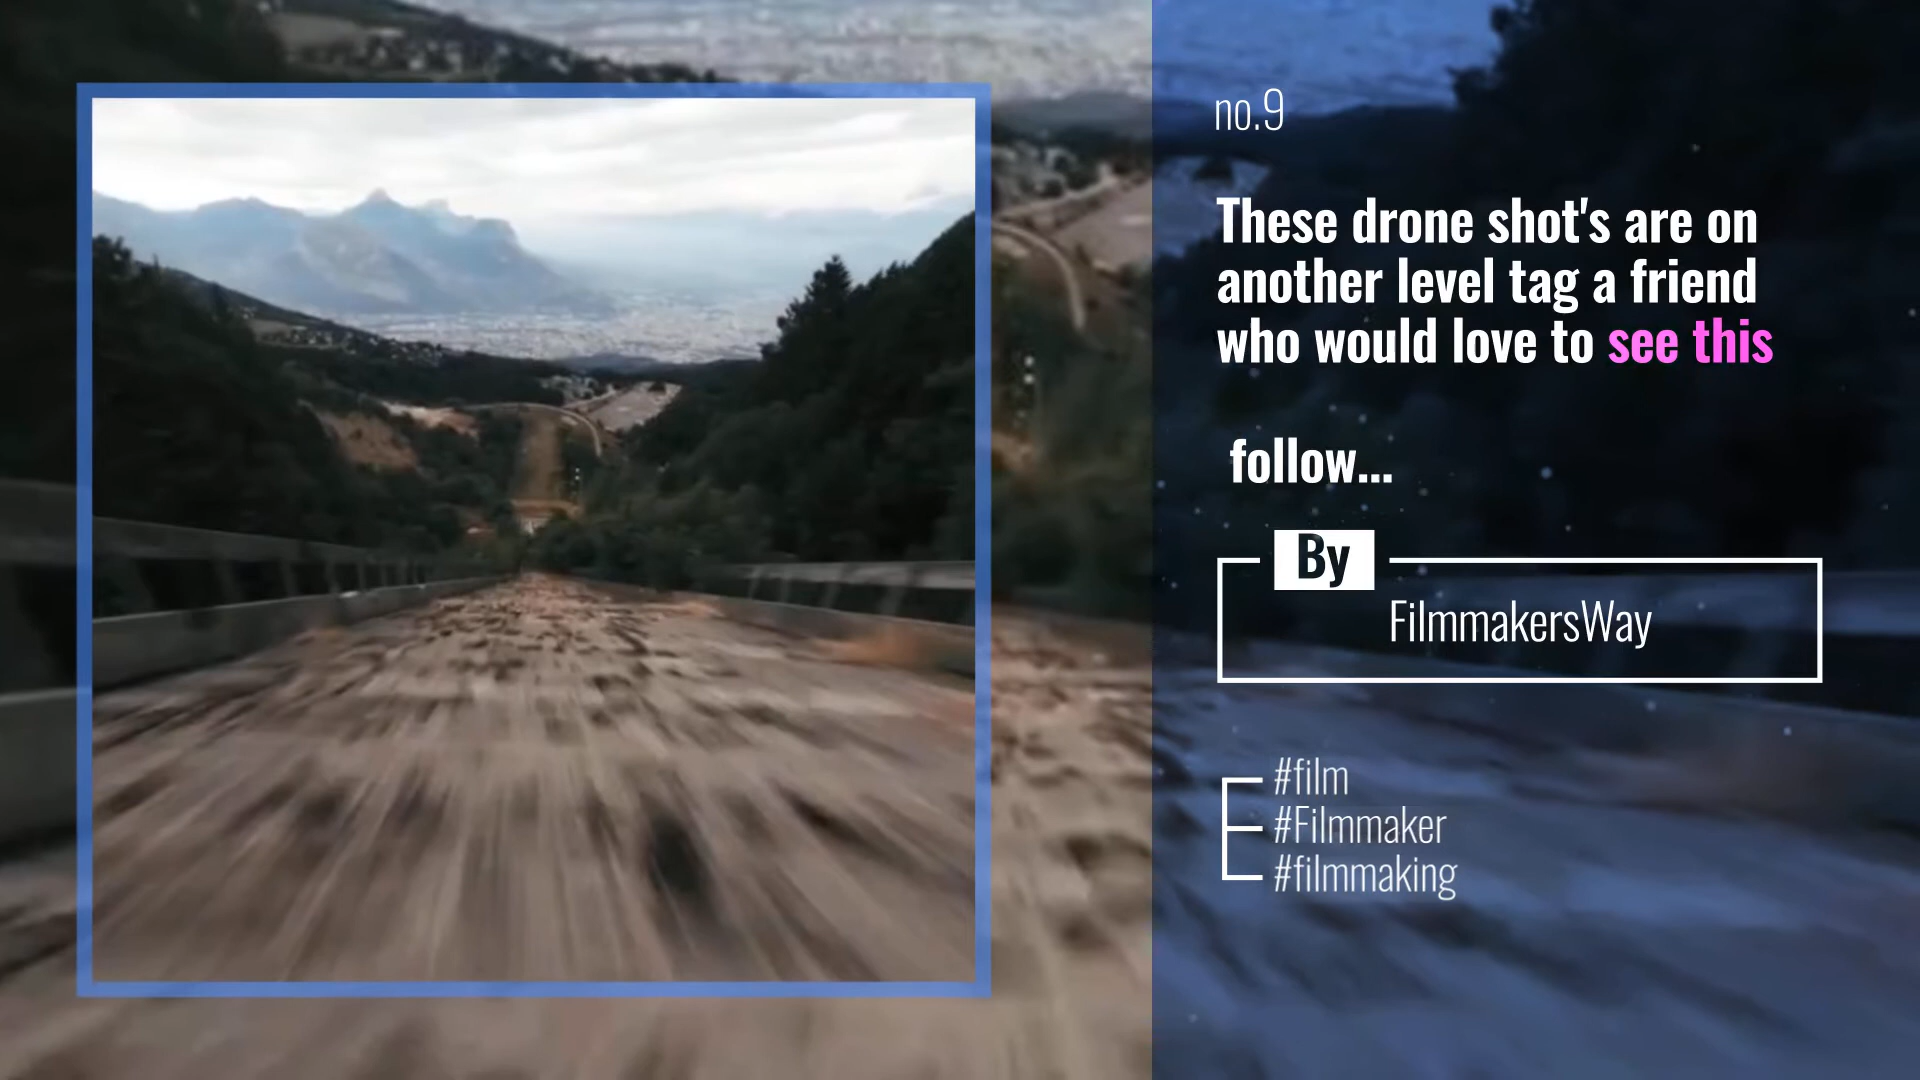 no.9
These drone shot's are on
another level tag a friend
who would love to see this
follow...
By
FilmmakersWay
#film
#Filmmaker
#filmmaking